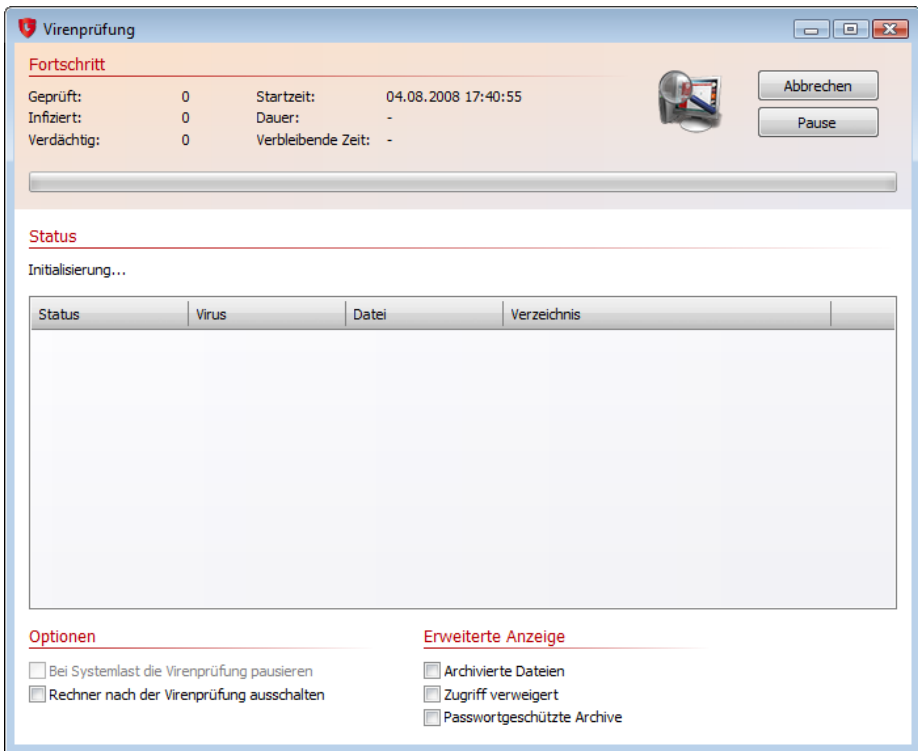 Virenprüfung
Fortschritt
Geprüft: 0 Startzeit: 04.08.2008 17:40:55
Infiziert: 0 Dauer: -
Verdächtig: 0 Verbleibende Zeit: -
Abbrechen
Pause
Status
Initialisierung...
Status Virus Datei Verzeichnis
Optionen
Bei Systemlast die Virenprüfung pausieren
Rechner nach der Virenprüfung ausschalten
Erweiterte Anzeige
Archivierte Dateien
Zugriff verweigert
Passwortgeschützte Archive